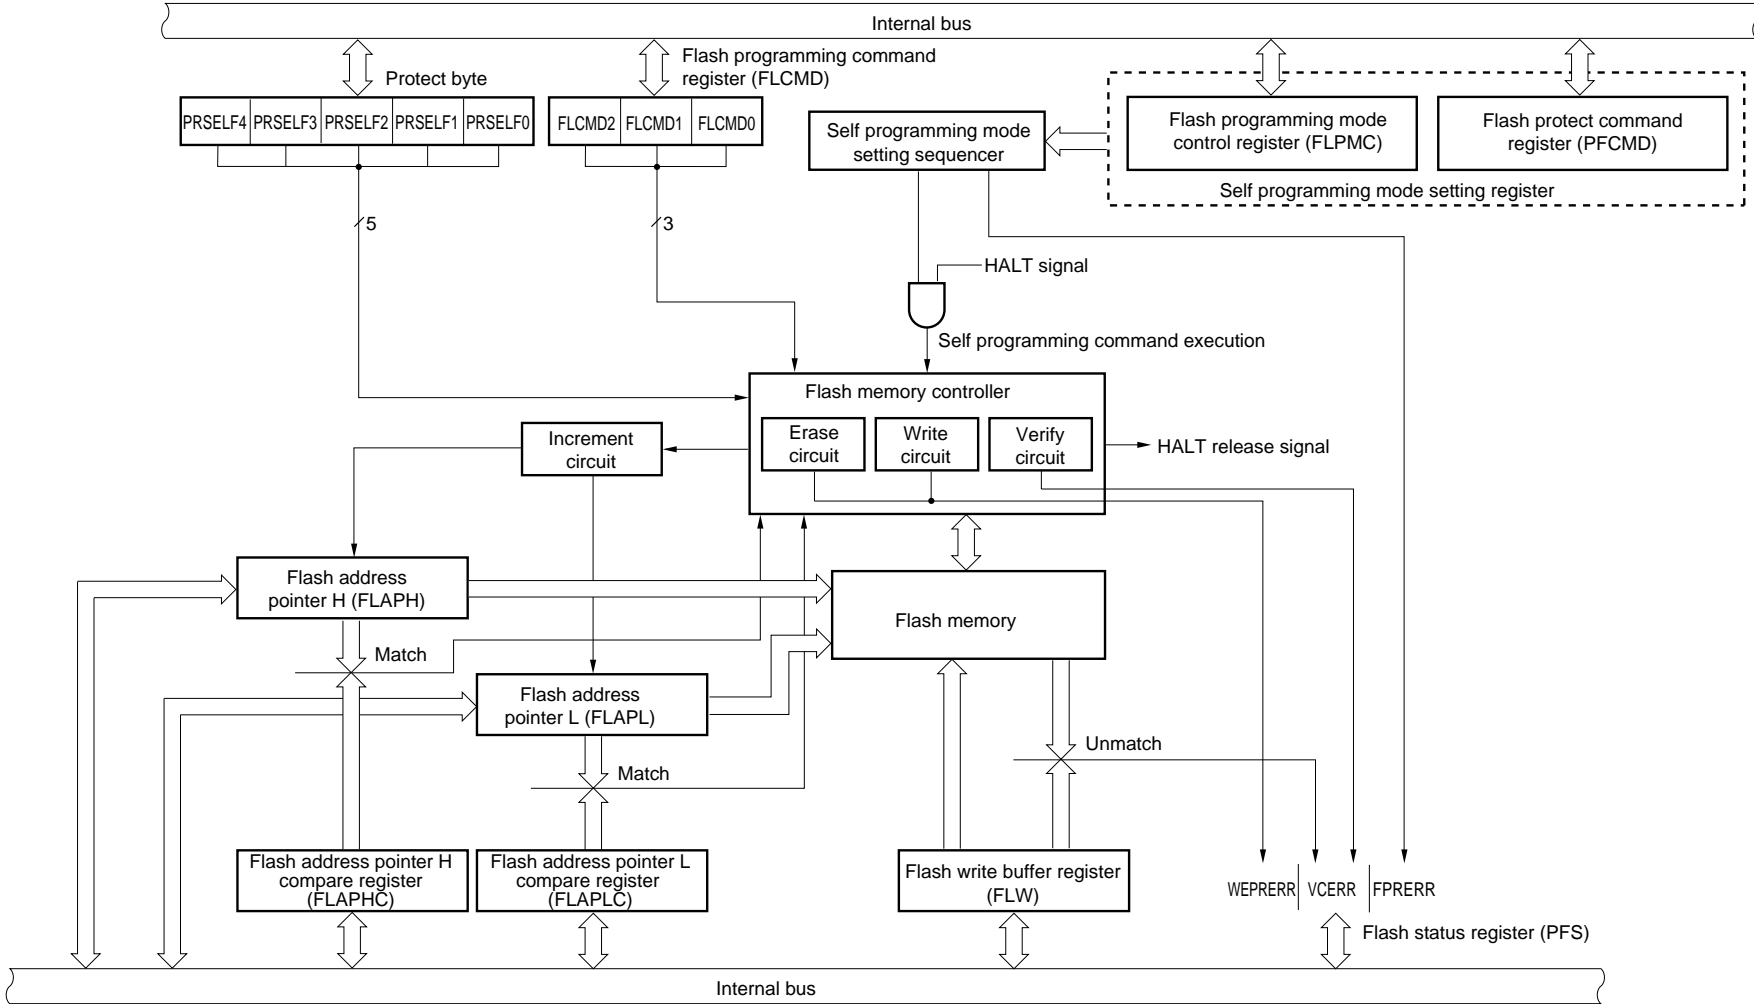 Internal bus
Protect byte
Flash programming command
register (FLCMD)
PRSELF4 PRSELF3 PRSELF2 PRSELF1 PRSELF0
FLCMD2 FLCMD1 FLCMD0
Self programming mode
setting sequencer
Flash programming mode
control register (FLPMC)
Flash protect command
register (PFCMD)
Self programming mode setting register
5
3
HALT signal
Self programming command execution
Flash memory controller
Erase
circuit
Write
circuit
Verify
circuit
HALT release signal
Increment
circuit
Flash address
pointer H (FLAPH)
Flash memory
Match
Flash address
pointer L (FLAPL)
Match
Unmatch
Flash address pointer H
compare register
(FLAPHC)
Flash address pointer L
compare register
(FLAPLC)
Flash write buffer register
(FLW)
WEPRERR VCERR FPRERR
Flash status register (PFS)
Internal bus